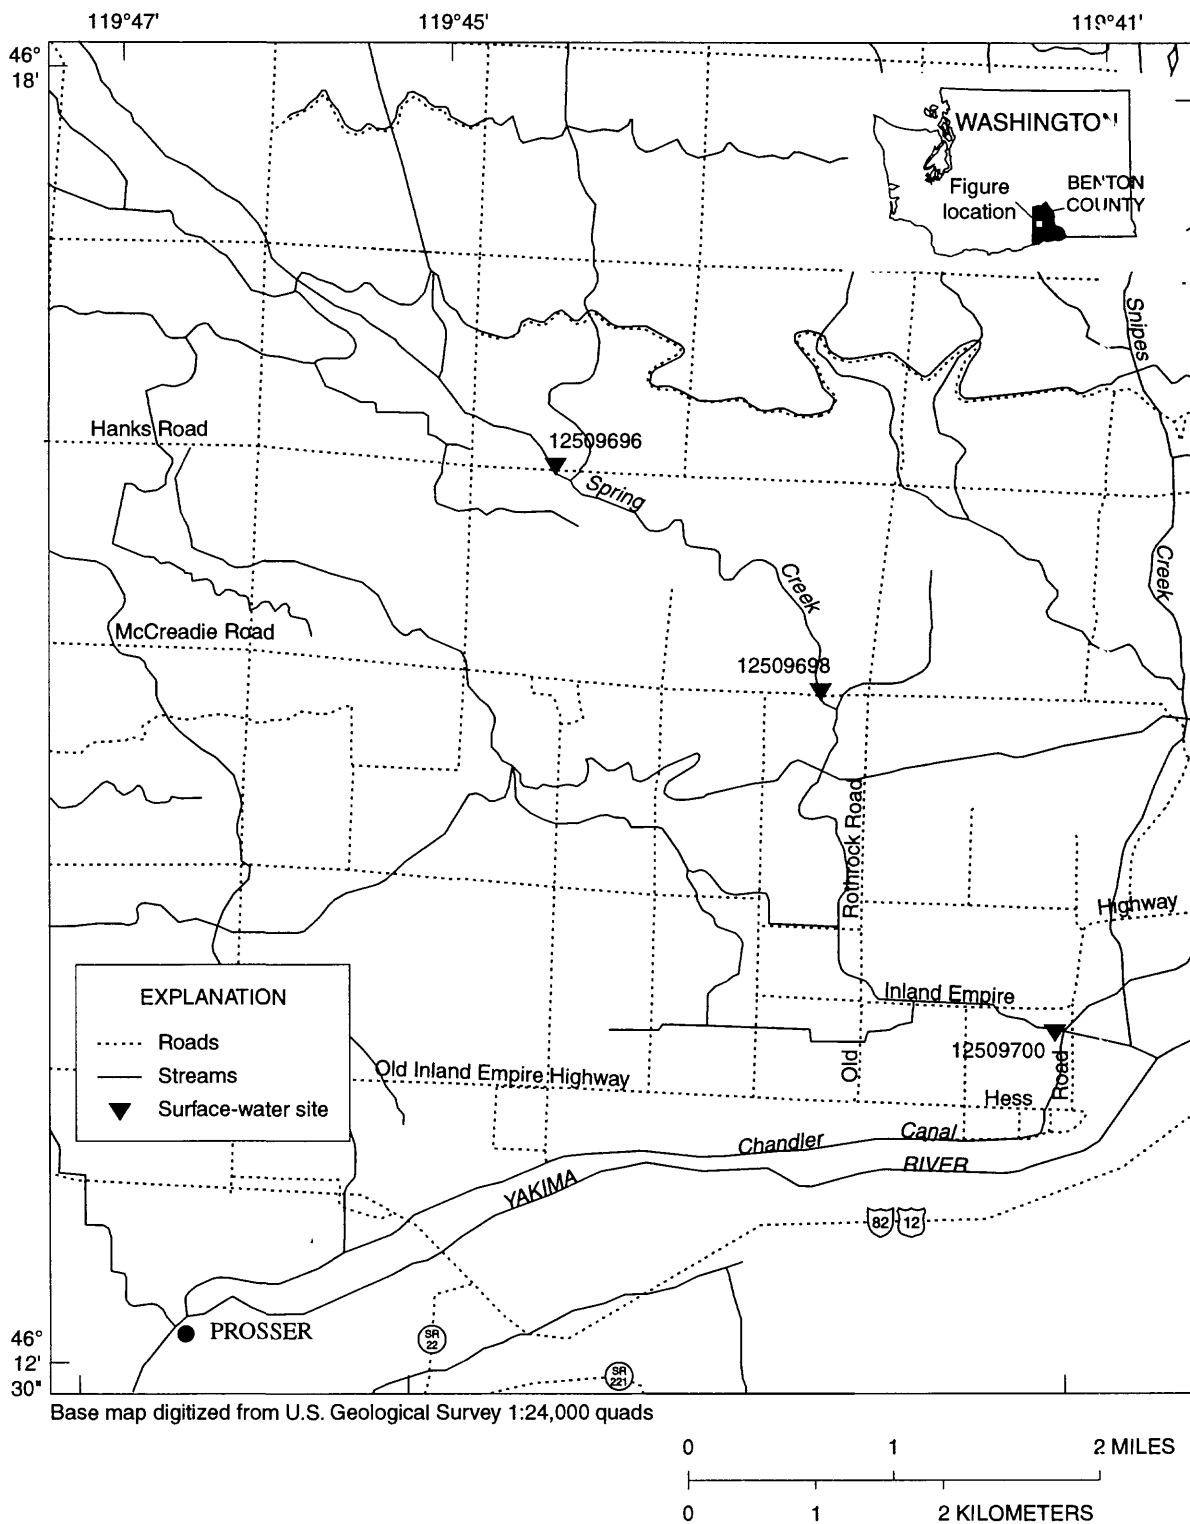 119°47'
119°45'
119°41'
46°
18'
WASHINGTON
Figure
location
BENTON
COUNTY
Snipes
Creek
Hanks Road
12509696
Spring
Creek
McCreadie Road
12509698
Rothrock Road
Old
Highway
Inland Empire
12509700
Road
Hess
EXPLANATION
Roads
Streams
Surface-water site
Old Inland Empire Highway
Chandler
Canal
YAKIMA
RIVER
82
12
PROSSER
SR
22
SR
221
46°
12'
30"
Base map digitized from U.S. Geological Survey 1:24,000 quads
0 1 2 MILES
0 1 2 KILOMETERS